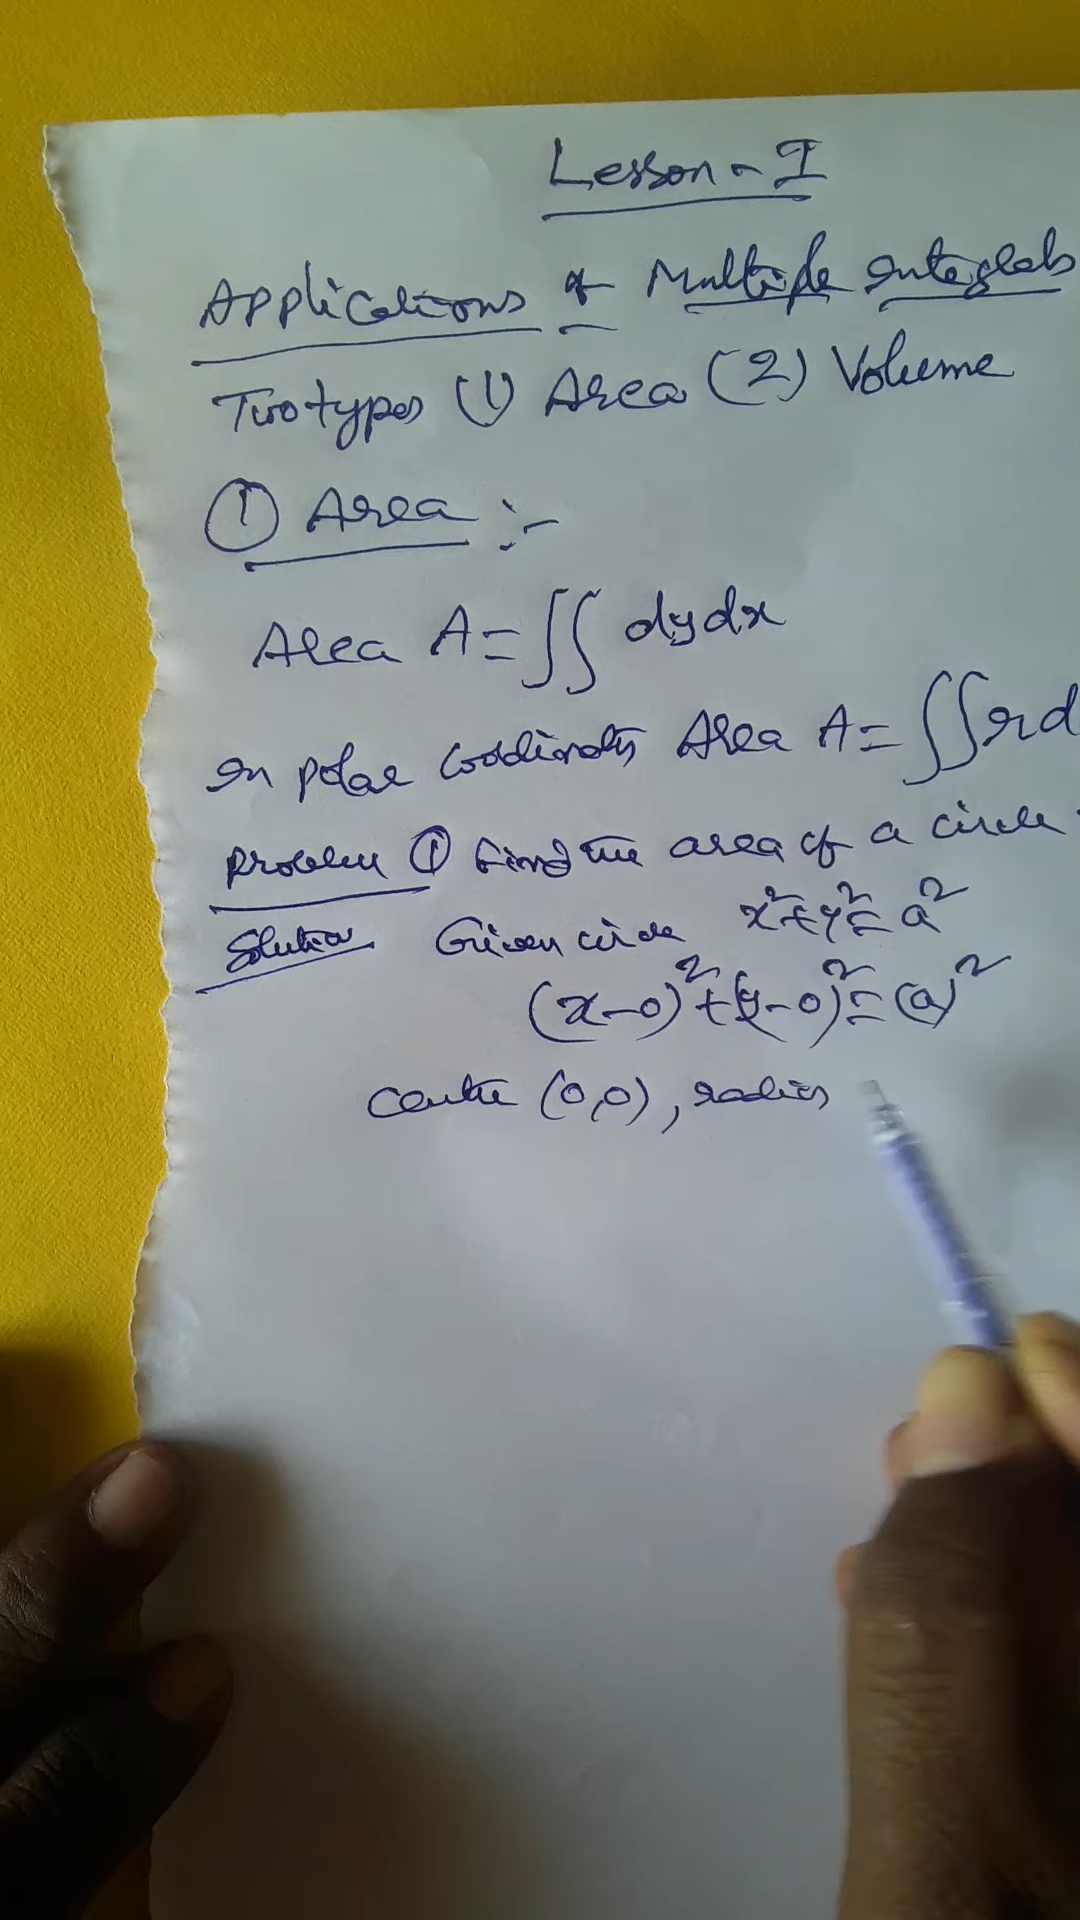 Lesson - I
Applications of Multiple integrals
Two types (1) Area (2) Volume
① Area :-
Area A = ∬ dy dx
In polar coordinates Area A = ∬ r d
Problem ① Find the area of a circle
Solution Given circle x² + y² = a²
(x-0)² + (y-0)² = (a)²
centre (0,0), radius